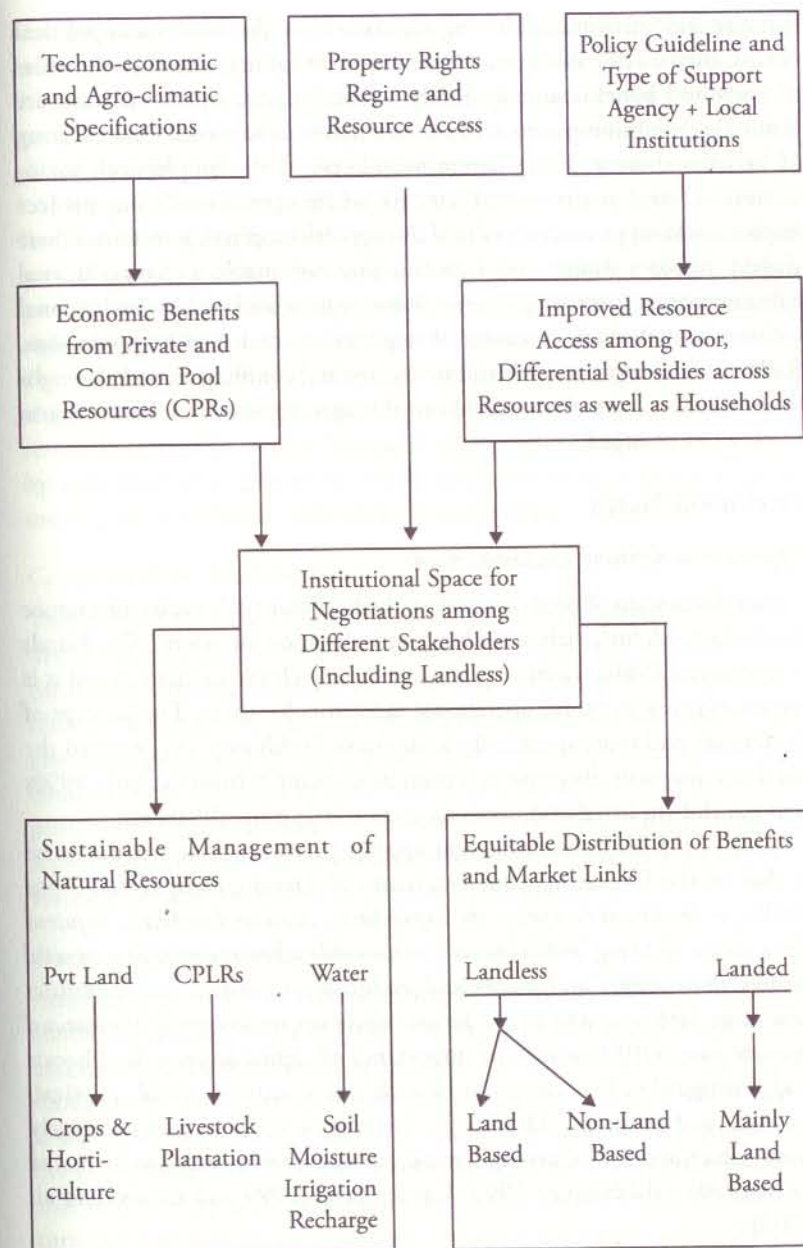 Techno-economic
and Agro-climatic
Specifications
Property Rights
Regime and
Resource Access
Policy Guideline and
Type of Support
Agency + Local
Institutions
Economic Benefits
from Private and
Common Pool
Resources (CPRs)
Improved Resource
Access among Poor,
Differential Subsidies across
Resources as well as Households
Institutional Space for
Negotiations among
Different Stakeholders
(Including Landless)
Sustainable Management of
Natural Resources
Pvt Land
CPLRs
Water
Crops &
Horti-
culture
Livestock
Plantation
Soil
Moisture
Irrigation
Recharge
Equitable Distribution of Benefits
and Market Links
Landless
Landed
Land
Based
Non-Land
Based
Mainly
Land
Based